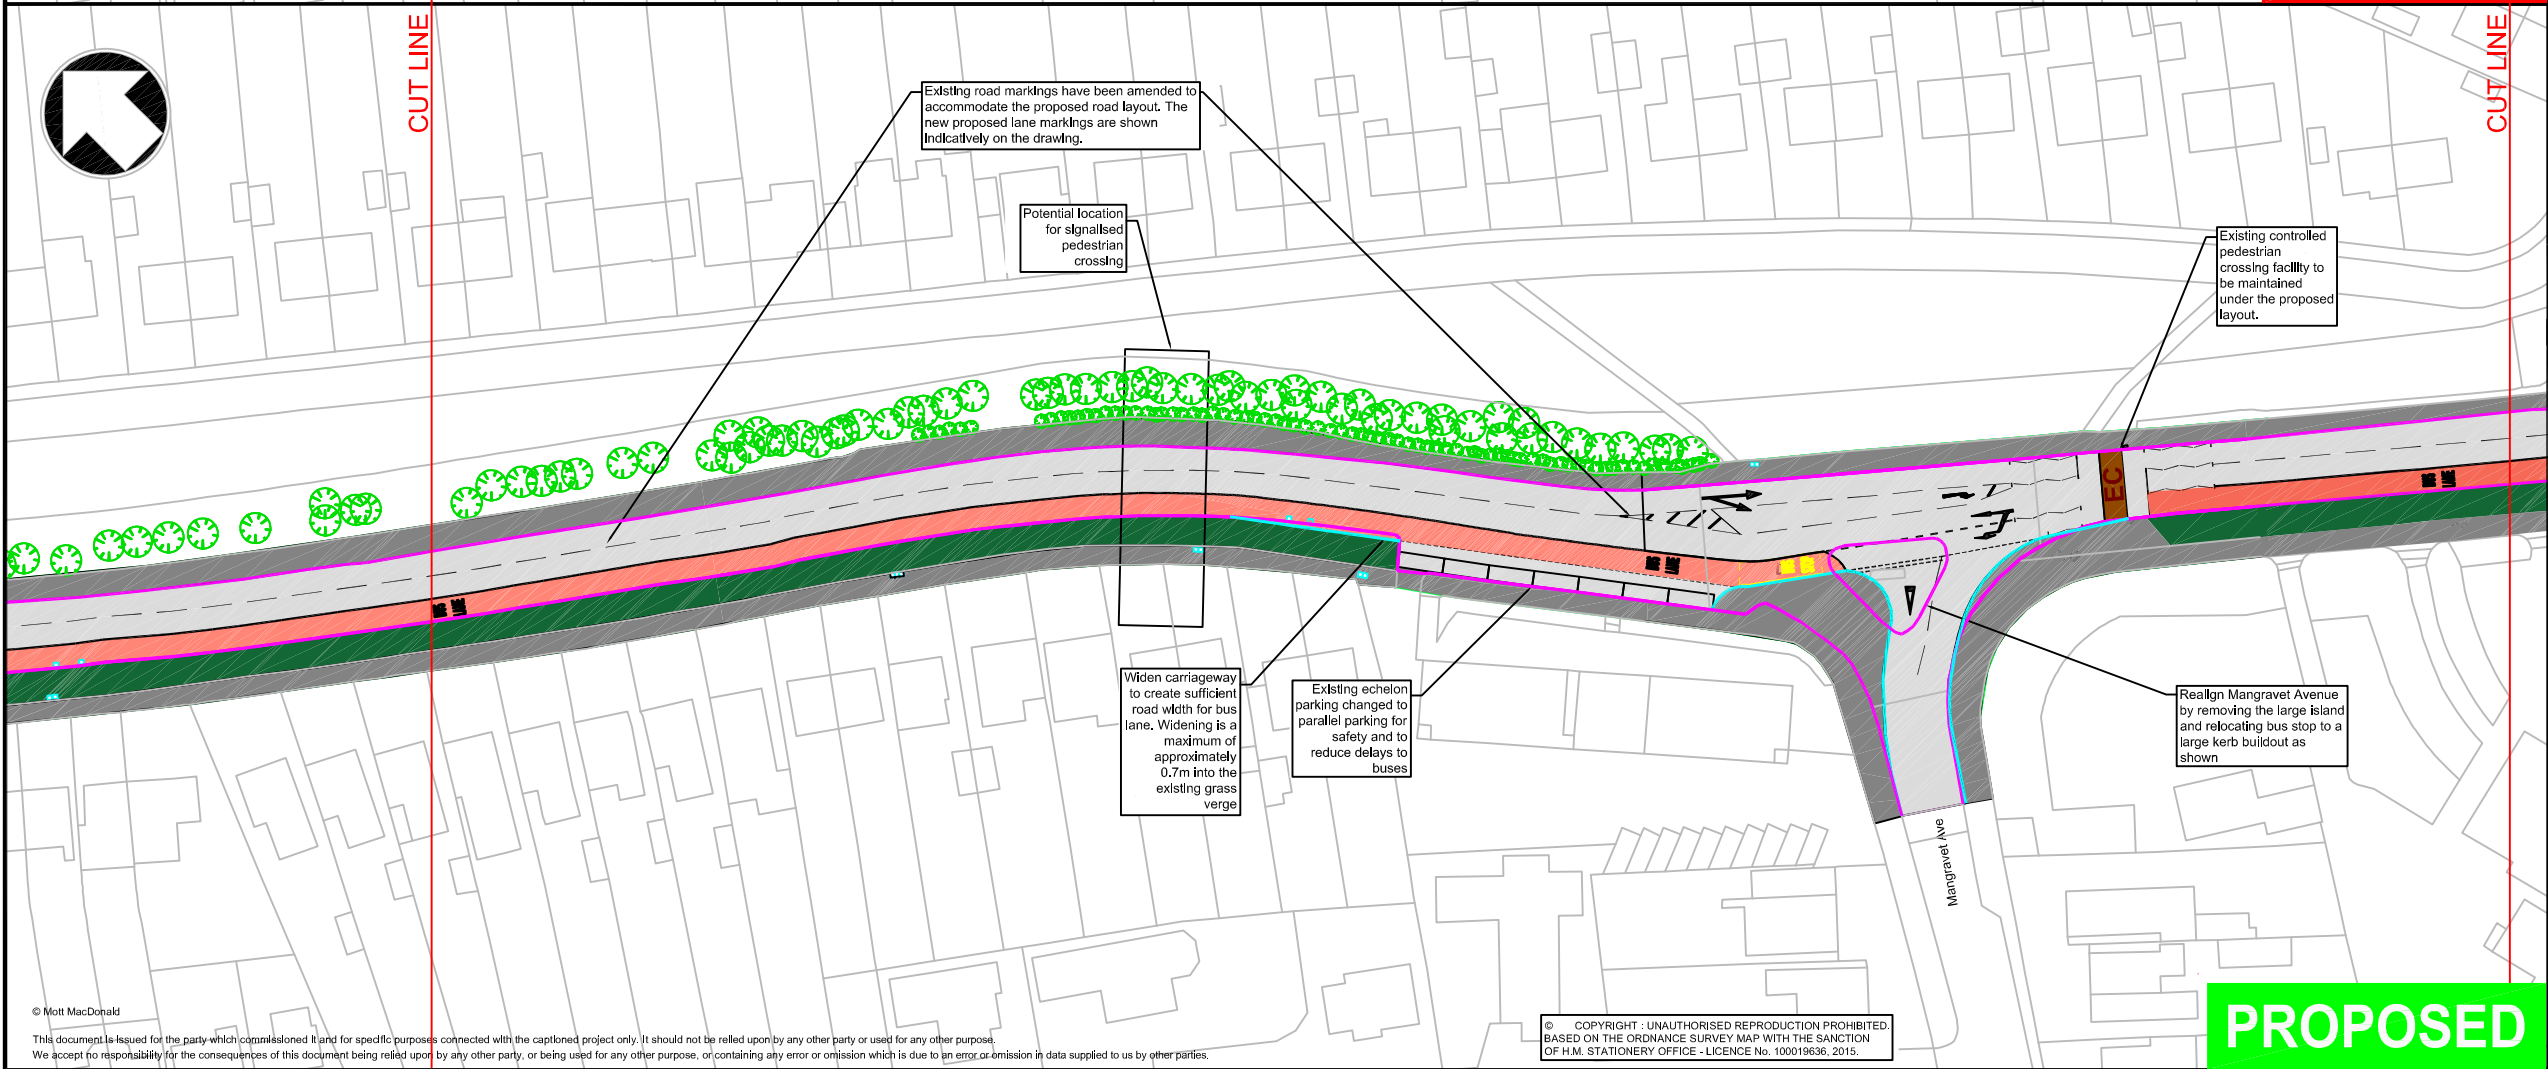 CUT LINE
CUT LINE
Existing road markings have been amended to
accommodate the proposed road layout. The
new proposed lane markings are shown
indicatively on the drawing.
Potential location
for signalised
pedestrian
crossing
Existing controlled
pedestrian
crossing facility to
be maintained
under the proposed
layout.
EC
Widen carriageway
to create sufficient
road width for bus
lane. Widening is a
maximum of
approximately
0.7m into the
existing grass
verge
Existing echelon
parking changed to
parallel parking for
safety and to
reduce delays to
buses
Realign Mangravet Avenue
by removing the large island
and relocating bus stop to a
large kerb buildout as
shown
Mangravet Ave
© Mott MacDonald
This document is issued for the party which commissioned it and for specific purposes connected with the captioned project only. It should not be relied upon by any other party or used for any other purpose.
We accept no responsibility for the consequences of this document being relied upon by any other party, or being used for any other purpose, or containing any error or omission which is due to an error or omission in data supplied to us by other parties.
© COPYRIGHT : UNAUTHORISED REPRODUCTION PROHIBITED.
BASED ON THE ORDNANCE SURVEY MAP WITH THE SANCTION
OF H.M. STATIONERY OFFICE - LICENCE No. 100019636, 2015.
PROPOSED